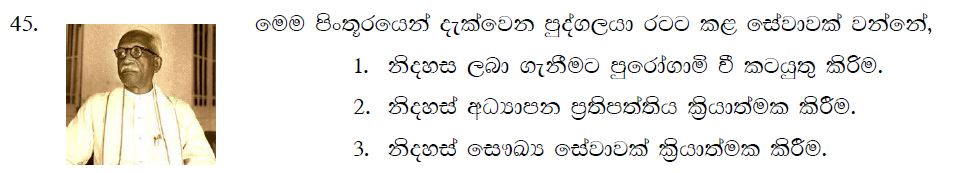 45. මෙම පින්තූරයෙන් දැක්වෙන පුද්ගලයා රටට කළ සේවාවක් වන්නේ,
1. නිදහස ලබා ගැනීමට පුරෝගාමි වී කටයුතු කිරීම.
2. නිදහස් අධ්‍යාපන ප්‍රතිපත්තිය ක්‍රියාත්මක කිරීම.
3. නිදහස් සෞඛ්‍ය සේවාවක් ක්‍රියාත්මක කිරීම.